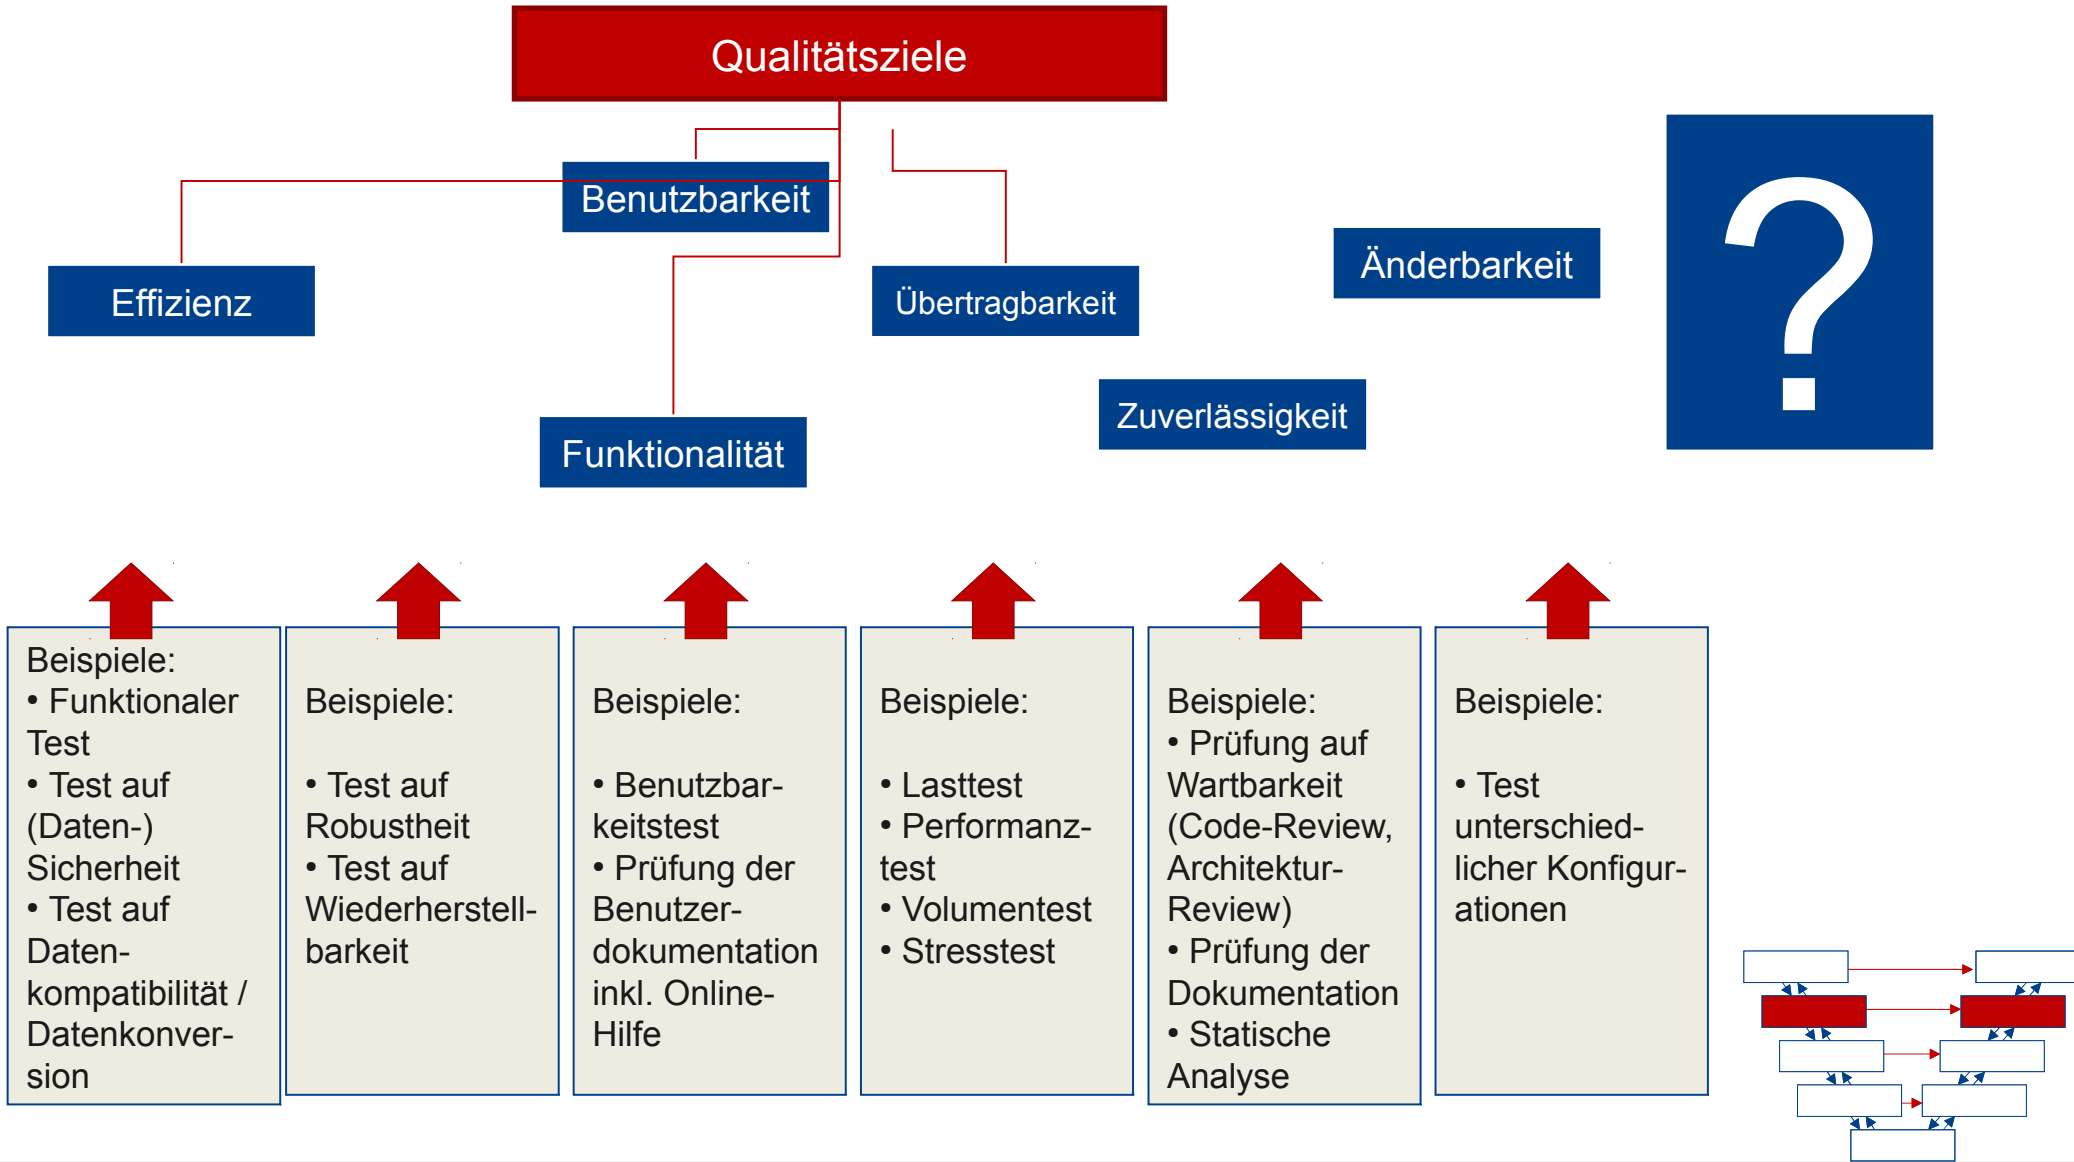 Qualitätsziele
Benutzbarkeit
Änderbarkeit
?
Effizienz
Übertragbarkeit
Zuverlässigkeit
Funktionalität
Beispiele:
• Funktionaler
Test
• Test auf
(Daten-)
Sicherheit
• Test auf
Daten-
kompatibilität /
Datenkonver-
sion
Beispiele:
• Test auf
Robustheit
• Test auf
Wiederherstell-
barkeit
Beispiele:
• Benutzbar-
keitstest
• Prüfung der
Benutzer-
dokumentation
inkl. Online-
Hilfe
Beispiele:
• Lasttest
• Performanz-
test
• Volumentest
• Stresstest
Beispiele:
• Prüfung auf
Wartbarkeit
(Code-Review,
Architektur-
Review)
• Prüfung der
Dokumentation
• Statische
Analyse
Beispiele:
• Test
unterschied-
licher Konfigur-
ationen